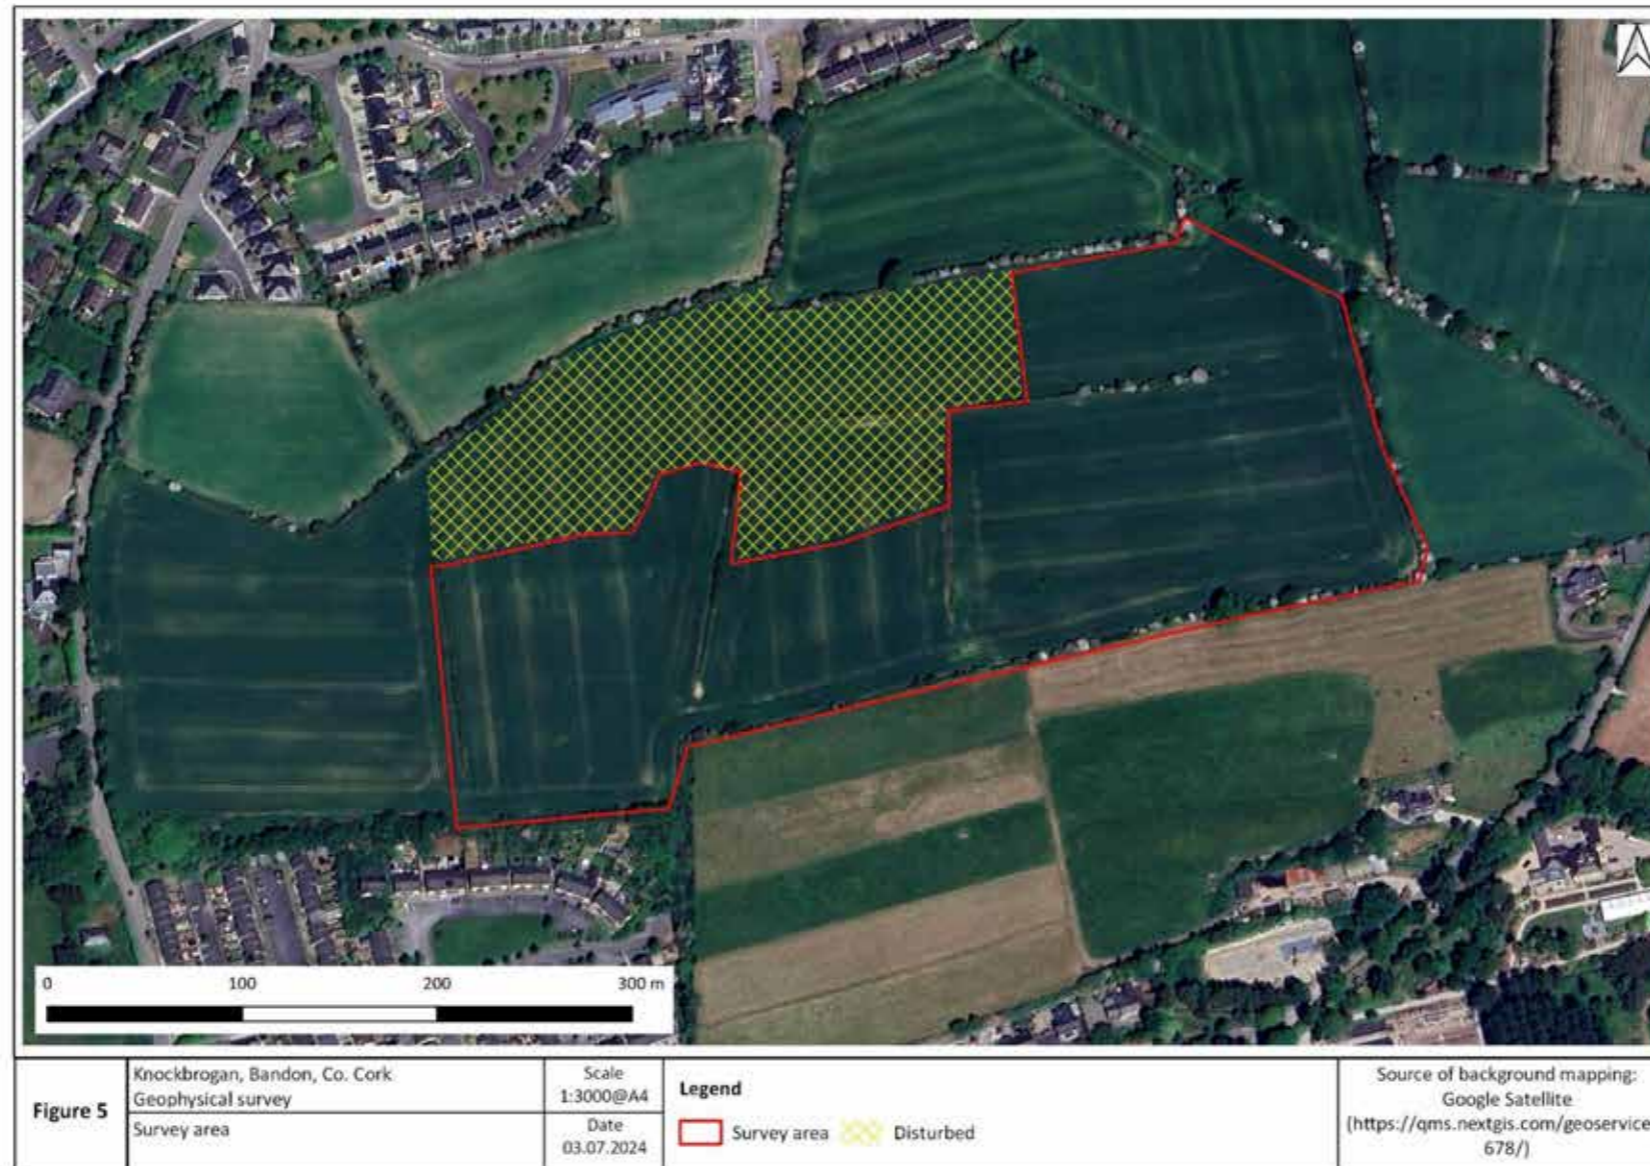 0 100 200 300 m
Figure 5
Knockbrogan, Bandon, Co. Cork
Geophysical survey
Survey area
Scale
1:3000@A4
Date
03.07.2024
Legend
Survey area Disturbed
Source of background mapping:
Google Satellite
(https://qms.nextgis.com/geoservice
678/)